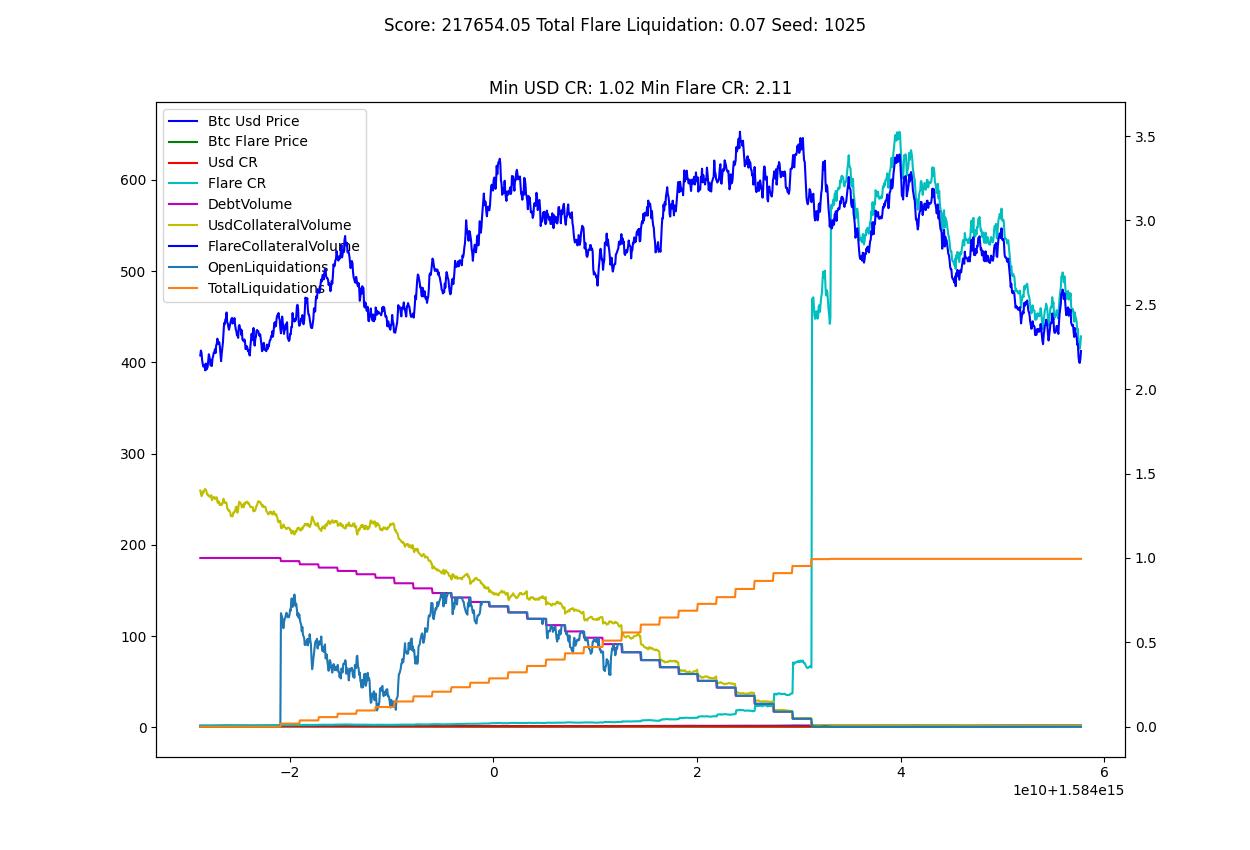 Score: 217654.05 Total Flare Liquidation: 0.07 Seed: 1025
Min USD CR: 1.02 Min Flare CR: 2.11
Btc Usd Price
Btc Flare Price
Usd CR
Flare CR
DebtVolume
UsdCollateralVolume
FlareCollateralVolume
OpenLiquidations
TotalLiquidations
600
500
400
300
200
100
0
3.5
3.0
2.5
2.0
1.5
1.0
0.5
0.0
−2
0
2
4
6
1e10+1.584e15